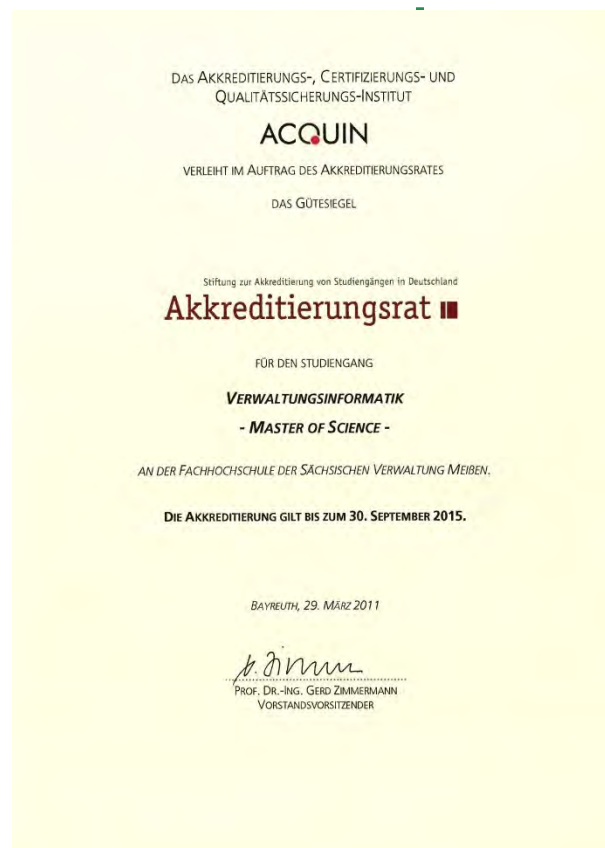 DAS AKKREDITIERUNGS-, CERTIFIZIERUNGS- UND
QUALITÄTSSICHERUNGS-INSTITUT
ACQUIN
VERLEIHT IM AUFTRAG DES AKKREDITIERUNGSRATES
DAS GÜTESIEGEL
Stiftung zur Akkreditierung von Studiengängen in Deutschland
Akkreditierungsrat
FÜR DEN STUDIENGANG
VERWALTUNGSINFORMATIK
- MASTER OF SCIENCE -
AN DER FACHHOCHSCHULE DER SÄCHSISCHEN VERWALTUNG MEIßEN.
DIE AKKREDITIERUNG GILT BIS ZUM 30. SEPTEMBER 2015.
BAYREUTH, 29. MÄRZ 2011
PROF. DR.-ING. GERD ZIMMERMANN
VORSTANDSVORSITZENDER